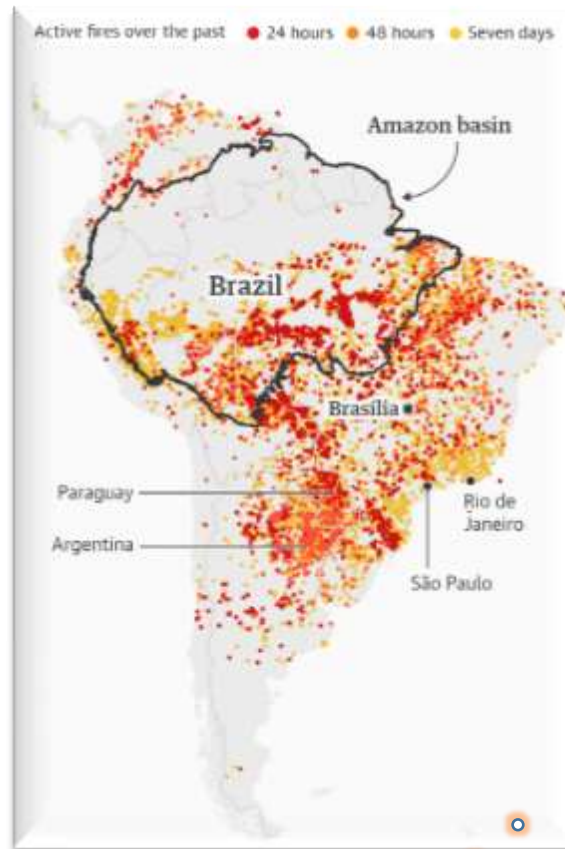 Active fires over the past 24 hours 48 hours Seven days
Amazon basin
Brazil
Brasília
Paraguay
Rio de
Janeiro
Argentina
São Paulo